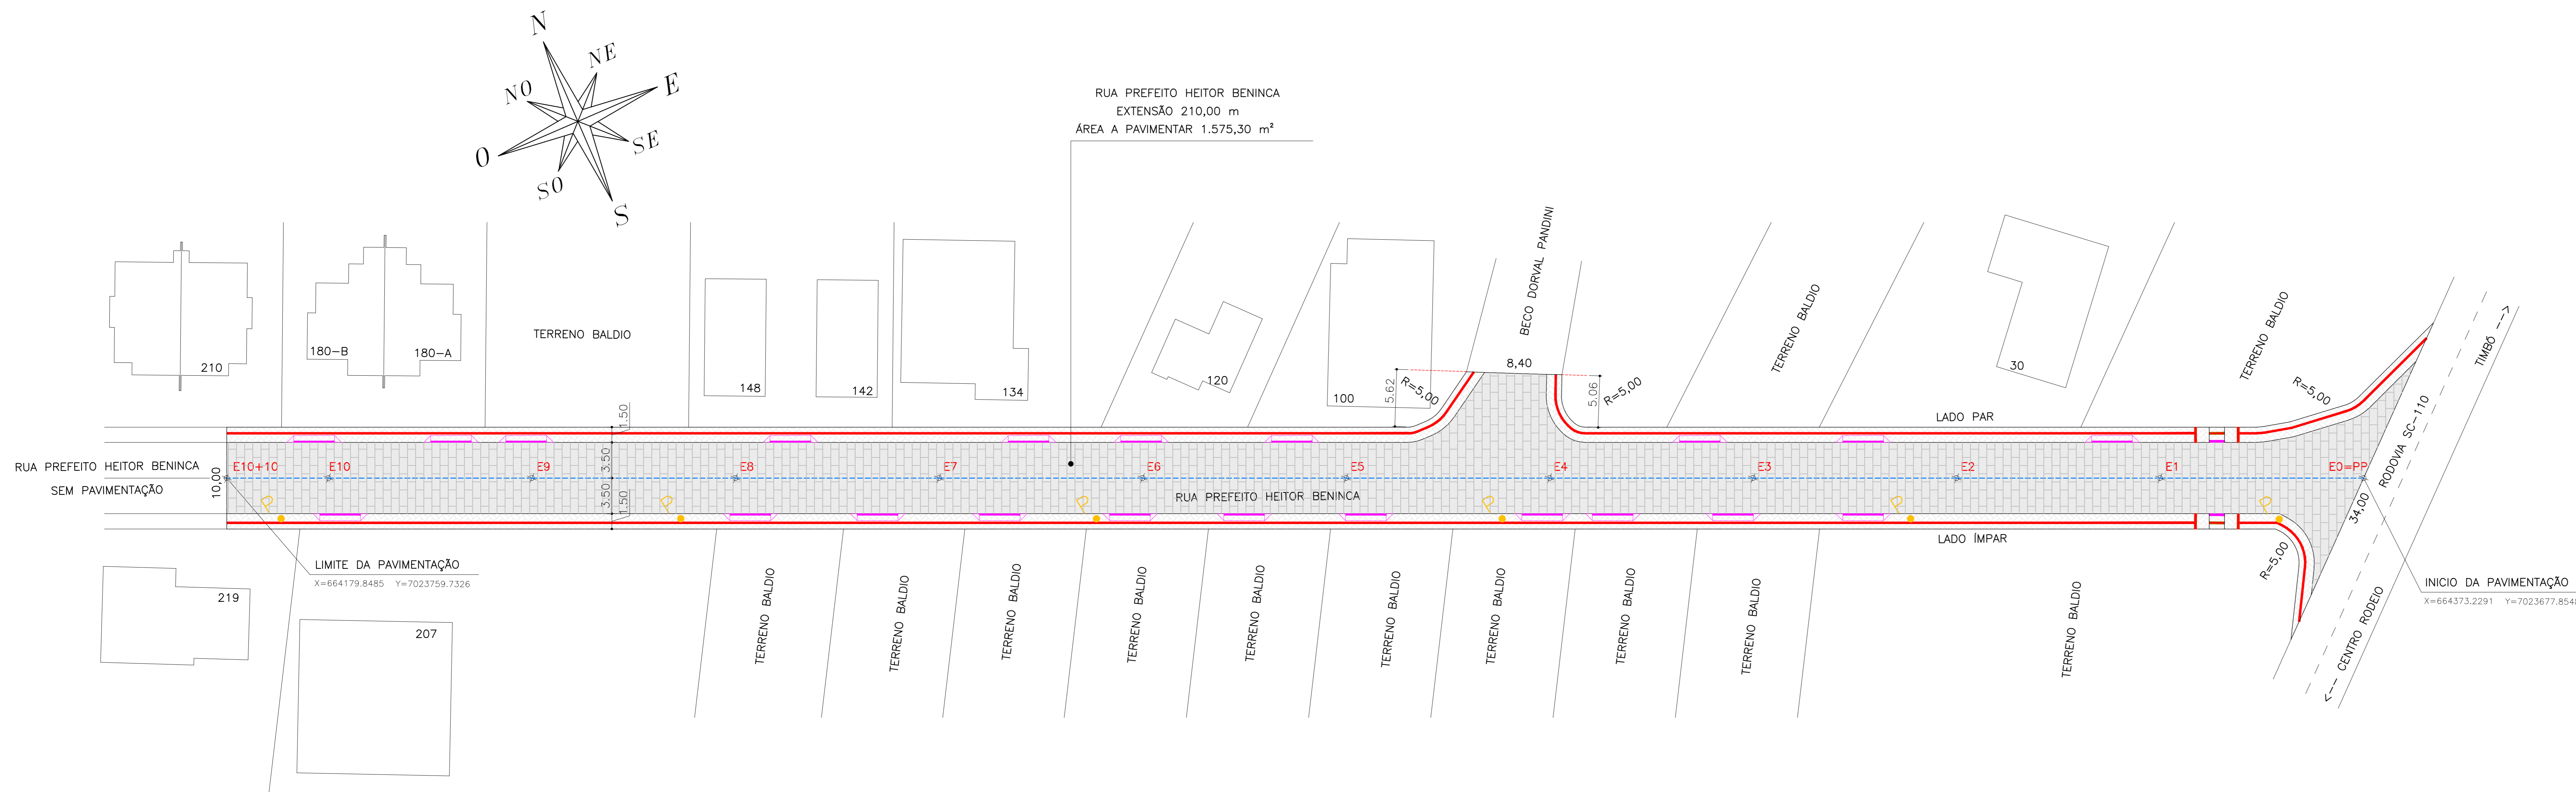 N
NE
E
SE
S
SO
O
NO
RUA PREFEITO HEITOR BENINCA
EXTENSÃO 210,00 m
ÁREA A PAVIMENTAR 1.575,30 m²
210
180-B
180-A
TERRENO BALDIO
148
142
134
120
100
BECO DORVAL PANDINI
8,40
5.62
R=5,00
5.06
R=5,00
TERRENO BALDIO
30
TERRENO BALDIO
R=5,00
TIMBÓ
RODOVIA SC-110
LADO PAR
1.50
3.50
3.50
1.50
RUA PREFEITO HEITOR BENINCA
SEM PAVIMENTAÇÃO
10,00
E10+10
E10
E9
E8
E7
E6
E5
E4
E3
E2
E1
E0=PP
P
P
P
P
P
P
RUA PREFEITO HEITOR BENINCA
34,00
LADO ÍMPAR
R=5,00
CENTRO RODEIO
LIMITE DA PAVIMENTAÇÃO
X=664179.8485 Y=7023759.7326
INICIO DA PAVIMENTAÇÃO
X=664373.2291
219
207
TERRENO BALDIO
TERRENO BALDIO
TERRENO BALDIO
TERRENO BALDIO
TERRENO BALDIO
TERRENO BALDIO
TERRENO BALDIO
TERRENO BALDIO
TERRENO BALDIO
TERRENO BALDIO